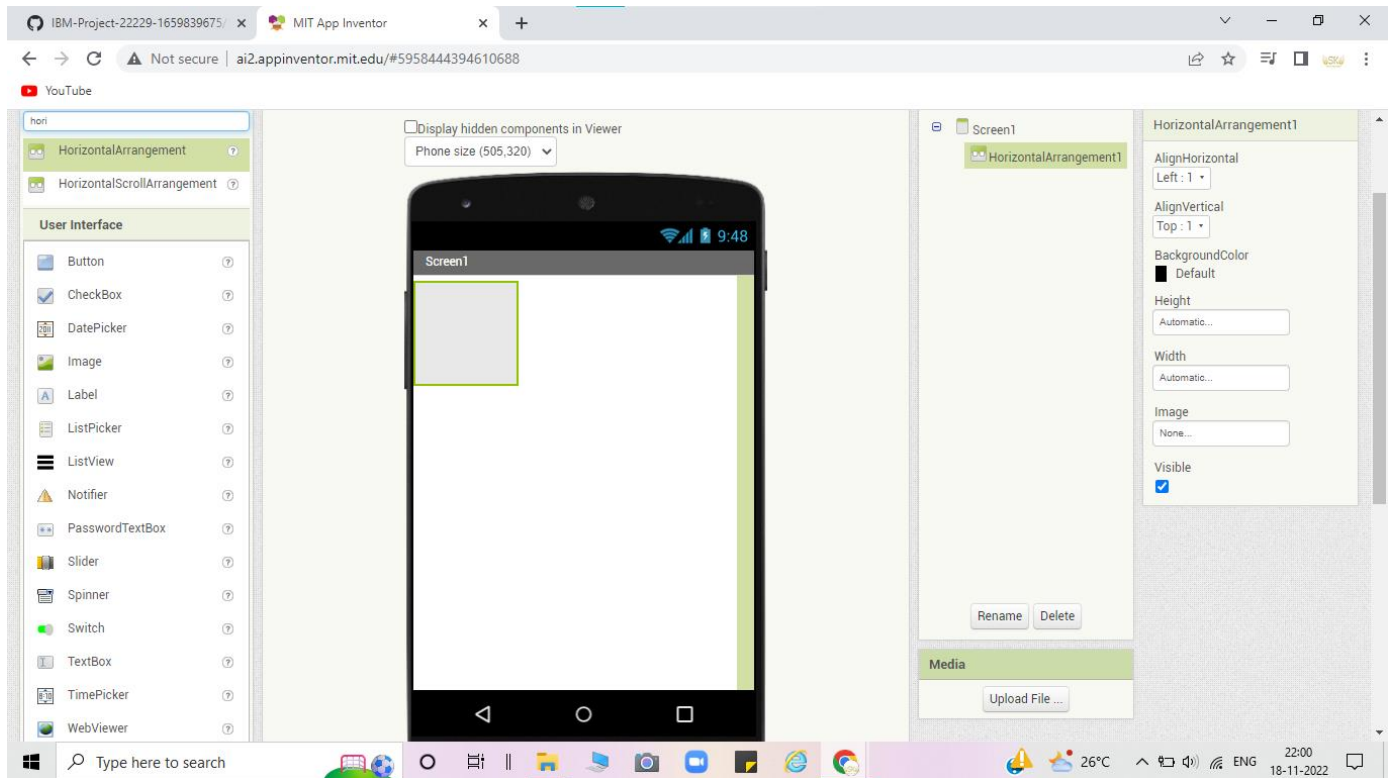 IBM-Project-22229-1659839675/
MIT App Inventor
Not secure | ai2.appinventor.mit.edu/#5958444394610688
YouTube
hori
HorizontalArrangement
HorizontalScrollArrangement
User Interface
Button
CheckBox
DatePicker
Image
Label
ListPicker
ListView
Notifier
PasswordTextBox
Slider
Spinner
Switch
TextBox
TimePicker
WebViewer
Display hidden components in Viewer
Phone size (505,320)
9:48
Screen1
Screen1
HorizontalArrangement1
Rename Delete
Media
Upload File ...
HorizontalArrangement1
AlignHorizontal
Left : 1
AlignVertical
Top : 1
BackgroundColor
Default
Height
Automatic...
Width
Automatic...
Image
None...
Visible
Type here to search
26°C
ENG
22:00
18-11-2022